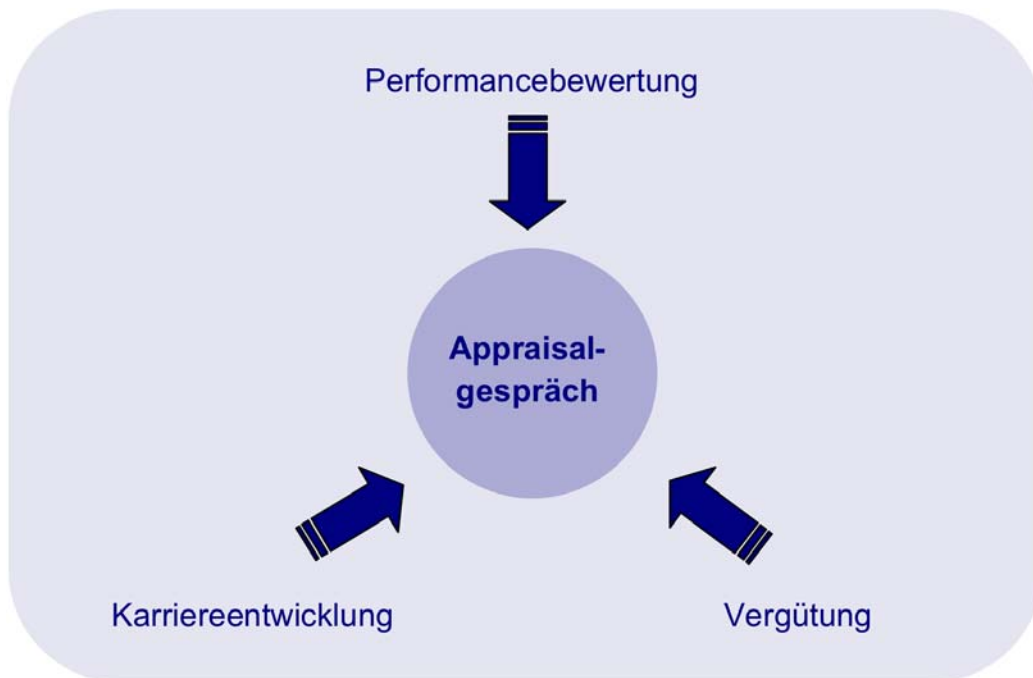 Performancebewertung
Appraisal-
gespräch
Karriereentwicklung
Vergütung